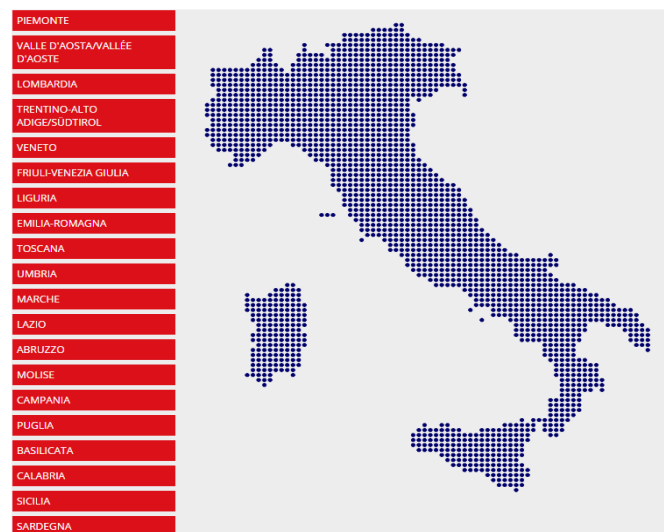 PIEMONTE
VALLE D'AOSTA/VALLÉE
D'AOSTE
LOMBARDIA
TRENTINO-ALTO
ADIGE/SÜDTIROL
VENETO
FRIULI-VENEZIA GIULIA
LIGURIA
EMILIA-ROMAGNA
TOSCANA
UMBRIA
MARCHE
LAZIO
ABRUZZO
MOLISE
CAMPANIA
PUGLIA
BASILICATA
CALABRIA
SICILIA
SARDEGNA